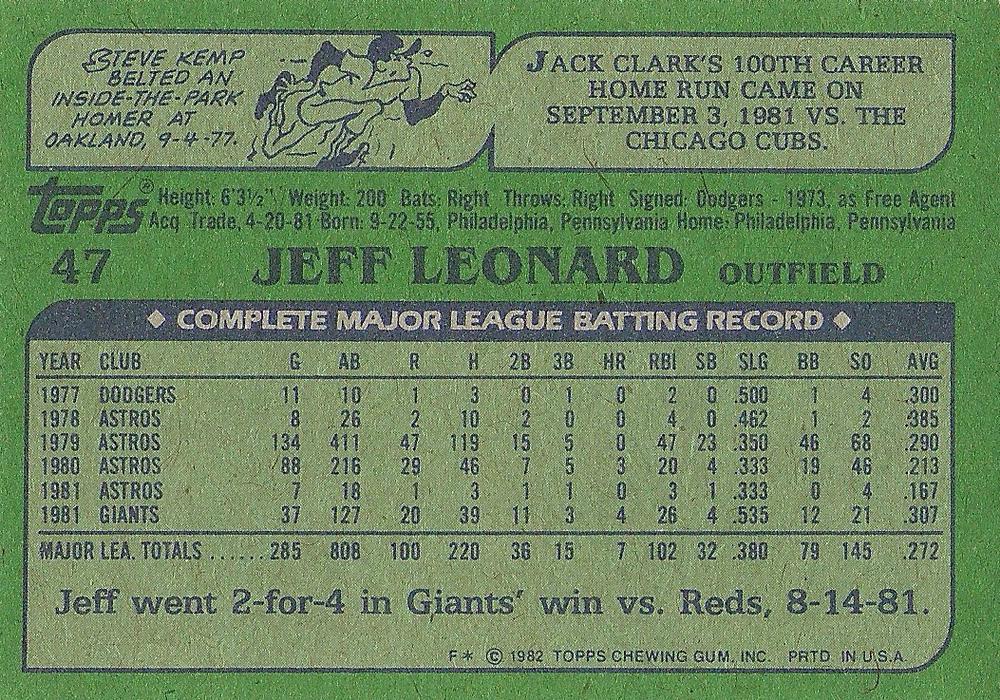 STEVE KEMP
BELTED AN
INSIDE-THE-PARK
HOMER AT
OAKLAND, 9-4-77.
JACK CLARK'S 100TH CAREER
HOME RUN CAME ON
SEPTEMBER 3, 1981 VS. THE
CHICAGO CUBS.
topps®
Height: 6'3½" Weight: 200 Bats: Right Throws: Right Signed: Dodgers - 1973, as Free Agent
Acq Trade, 4-20-81 Born: 9-22-55, Philadelphia, Pennsylvania Home: Philadelphia, Pennsylvania
47 JEFF LEONARD OUTFIELD
◆ COMPLETE MAJOR LEAGUE BATTING RECORD ◆
YEAR CLUB G AB R H 2B 3B HR RBI SB SLG BB SO AVG
1977 DODGERS 11 10 1 3 0 1 0 2 0 .500 1 4 .300
1978 ASTROS 8 26 2 10 2 0 0 4 0 .462 1 2 .385
1979 ASTROS 134 411 47 119 15 5 0 47 23 .350 46 68 .290
1980 ASTROS 88 216 29 46 7 5 3 20 4 .333 19 46 .213
1981 ASTROS 7 18 1 3 1 1 0 3 1 .333 0 4 .167
1981 GIANTS 37 127 20 39 11 3 4 26 4 .535 12 21 .307
MAJOR LEA. TOTALS ......285 808 100 220 36 15 7 102 32 .380 79 145 .272
Jeff went 2-for-4 in Giants' win vs. Reds, 8-14-81.
F* © 1982 TOPPS CHEWING GUM, INC. PRTD. IN U.S.A.